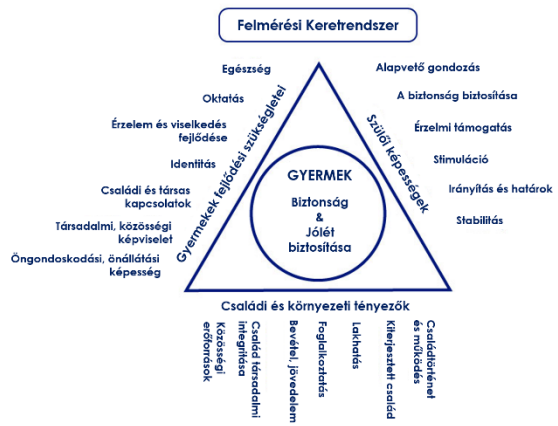 Felmérési Keretrendszer
Egészség
Oktatás
Érzelem és viselkedés
fejlődése
Identitás
Családi és társas
kapcsolatok
Társadalmi, közösségi
képviselet
Öngondoskodási, önállátási
képesség
Gyermekek fejlődési szükségletei
GYERMEK
Biztonság
&
Jólét
biztosítása
Szülői képességek
Alapvető gondozás
A biztonság biztosítása
Érzelmi támogatás
Stimuláció
Irányítás és határok
Stabilitás
Családi és környezeti tényezők
Közösségi
erőforrások
Család társadalmi
integritása
Bevétel, jövedelem
Foglalkoztatás
Lakhatás
Kiterjesztett család
Családtörténet
és működés